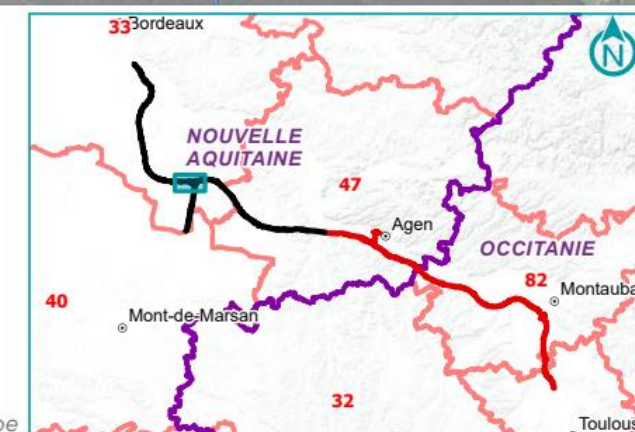 33
Bordeaux
N
NOUVELLE
AQUITAINE
47
Agen
OCCITANIE
82
Montauba
40
Mont-de-Marsan
32
Toulous